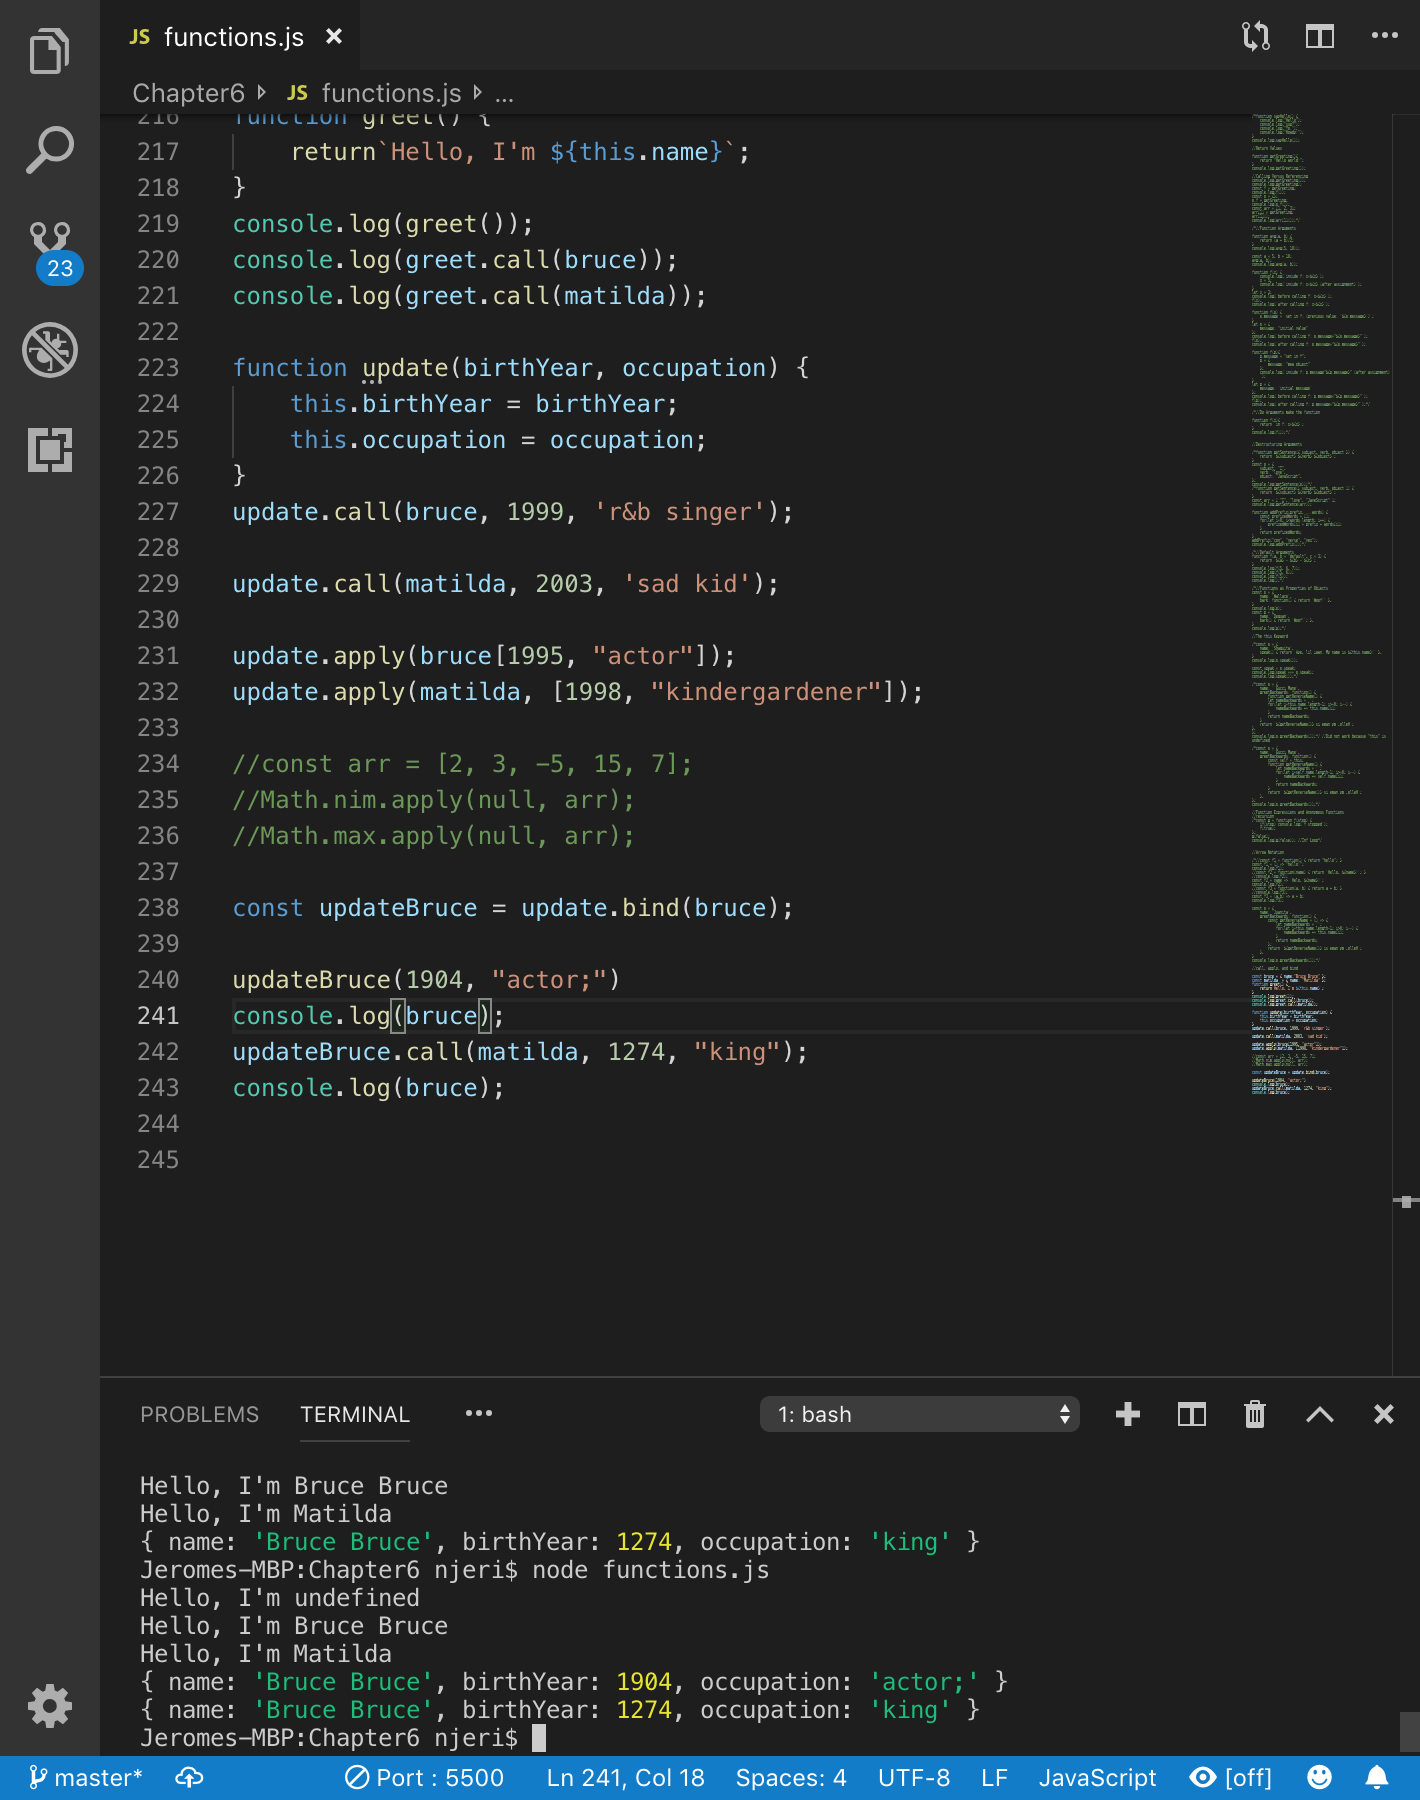 JS functions.js ×
Chapter6 JS functions.js ...
216 function greet() {
217 return`Hello, I'm ${this.name}`;
218 }
219 console.log(greet());
220 console.log(greet.call(bruce));
221 console.log(greet.call(matilda));
222
223 function update(birthYear, occupation) {
224 this.birthYear = birthYear;
225 this.occupation = occupation;
226 }
227 update.call(bruce, 1999, 'r&b singer');
228
229 update.call(matilda, 2003, 'sad kid');
230
231 update.apply(bruce[1995, "actor"]);
232 update.apply(matilda, [1998, "kindergardener"]);
233
234 //const arr = [2, 3, -5, 15, 7];
235 //Math.nim.apply(null, arr);
236 //Math.max.apply(null, arr);
237
238 const updateBruce = update.bind(bruce);
239
240 updateBruce(1904, "actor;")
241 console.log(bruce);
242 updateBruce.call(matilda, 1274, "king");
243 console.log(bruce);
244
245
23
PROBLEMS TERMINAL ... 1: bash
Hello, I'm Bruce Bruce
Hello, I'm Matilda
{ name: 'Bruce Bruce', birthYear: 1274, occupation: 'king' }
Jeromes-MBP:Chapter6 njeri$ node functions.js
Hello, I'm undefined
Hello, I'm Bruce Bruce
Hello, I'm Matilda
{ name: 'Bruce Bruce', birthYear: 1904, occupation: 'actor;' }
{ name: 'Bruce Bruce', birthYear: 1274, occupation: 'king' }
Jeromes-MBP:Chapter6 njeri$
master* Port : 5500 Ln 241, Col 18 Spaces: 4 UTF-8 LF JavaScript [off]